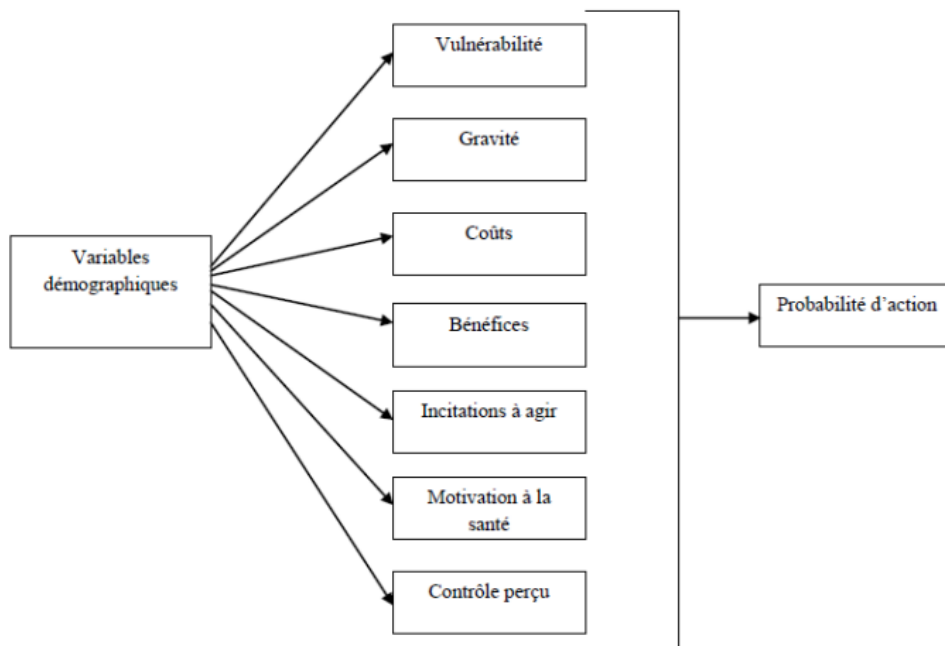 Variables
démographiques
Vulnérabilité
Gravité
Coûts
Bénéfices
Incitations à agir
Motivation à la
santé
Contrôle perçu
Probabilité d’action